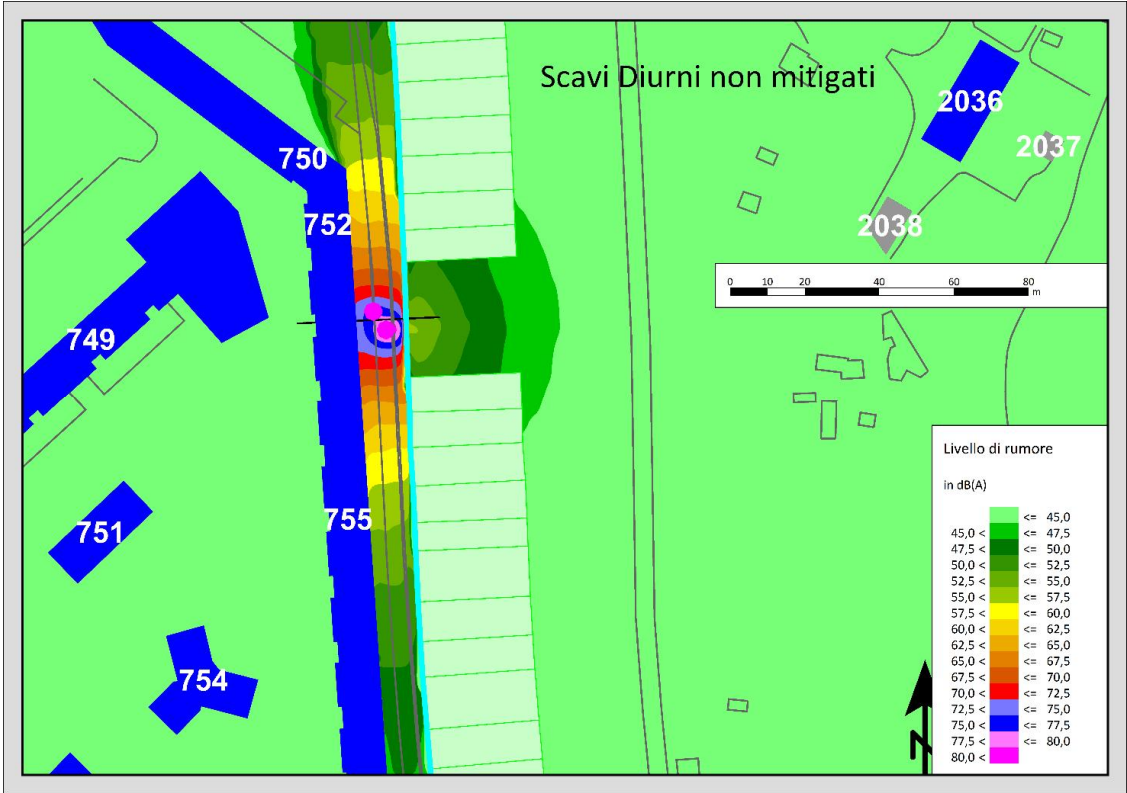 Scavi Diurni non mitigati
2036
2037
2038
750
752
749
755
751
754
0 10 20 40 60 80
m
Livello di rumore
in dB(A)
<= 45,0
45,0 < <= 47,5
47,5 < <= 50,0
50,0 < <= 52,5
52,5 < <= 55,0
55,0 < <= 57,5
57,5 < <= 60,0
60,0 < <= 62,5
62,5 < <= 65,0
65,0 < <= 67,5
67,5 < <= 70,0
70,0 < <= 72,5
72,5 < <= 75,0
75,0 < <= 77,5
77,5 < <= 80,0
80,0 <